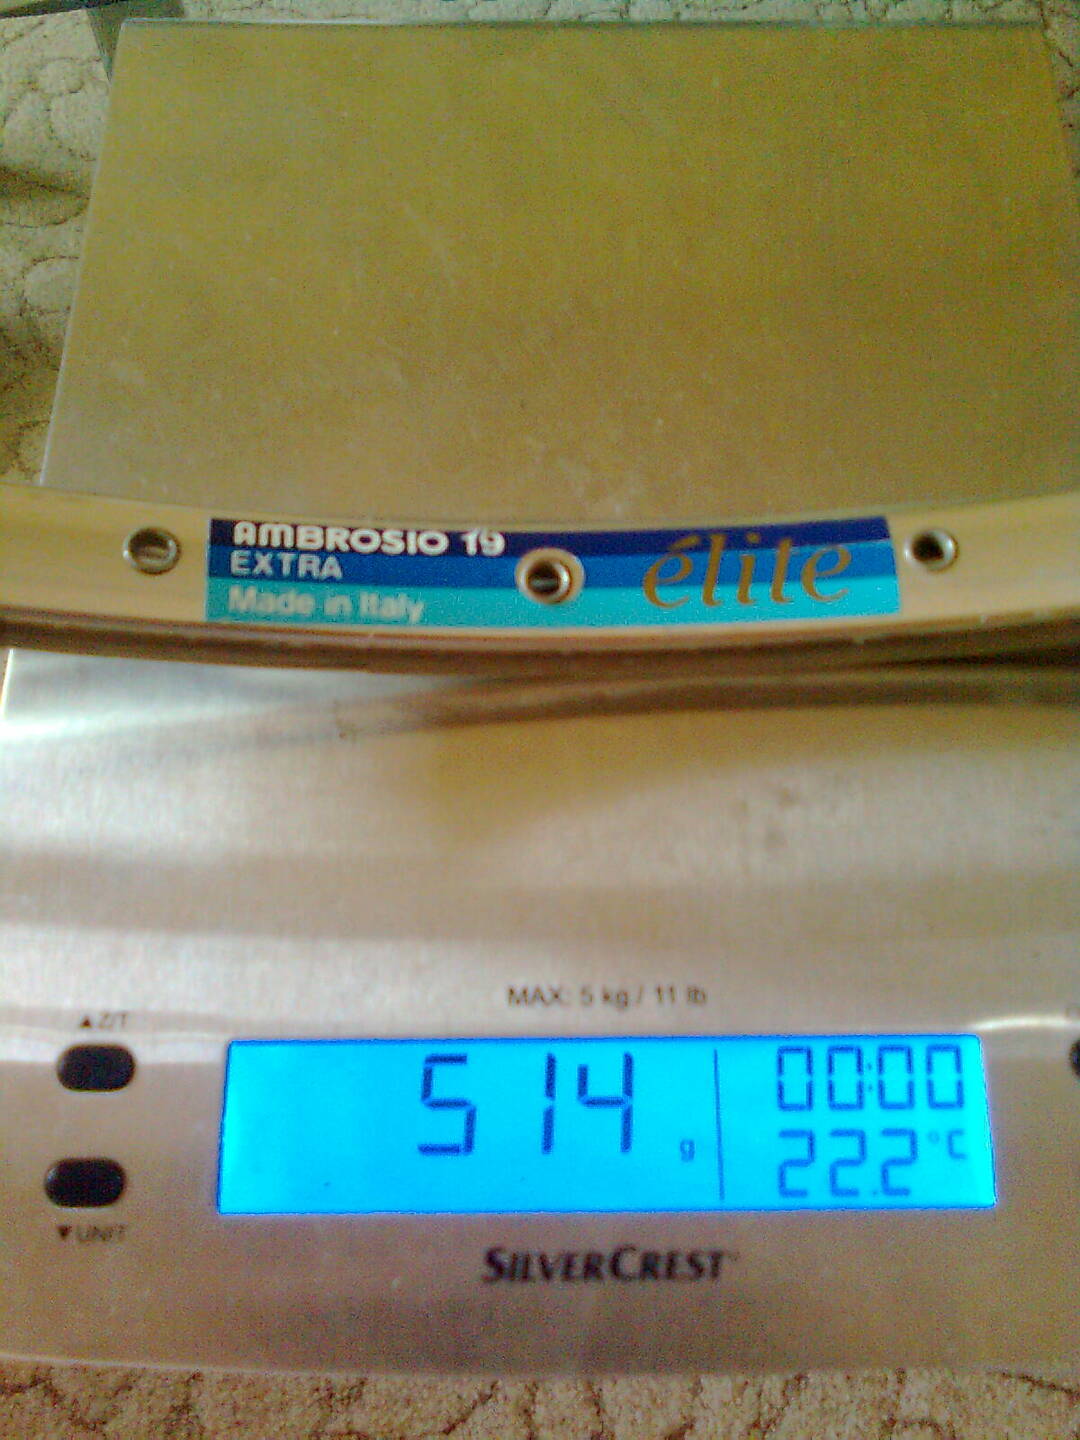 AMBROSIO 19
EXTRA
Made in Italy
élite
MAX: 5 kg / 11 lb
▲ Z/T
514 g
00:00
22.2 °C
▼ UNIT
SILVERCREST